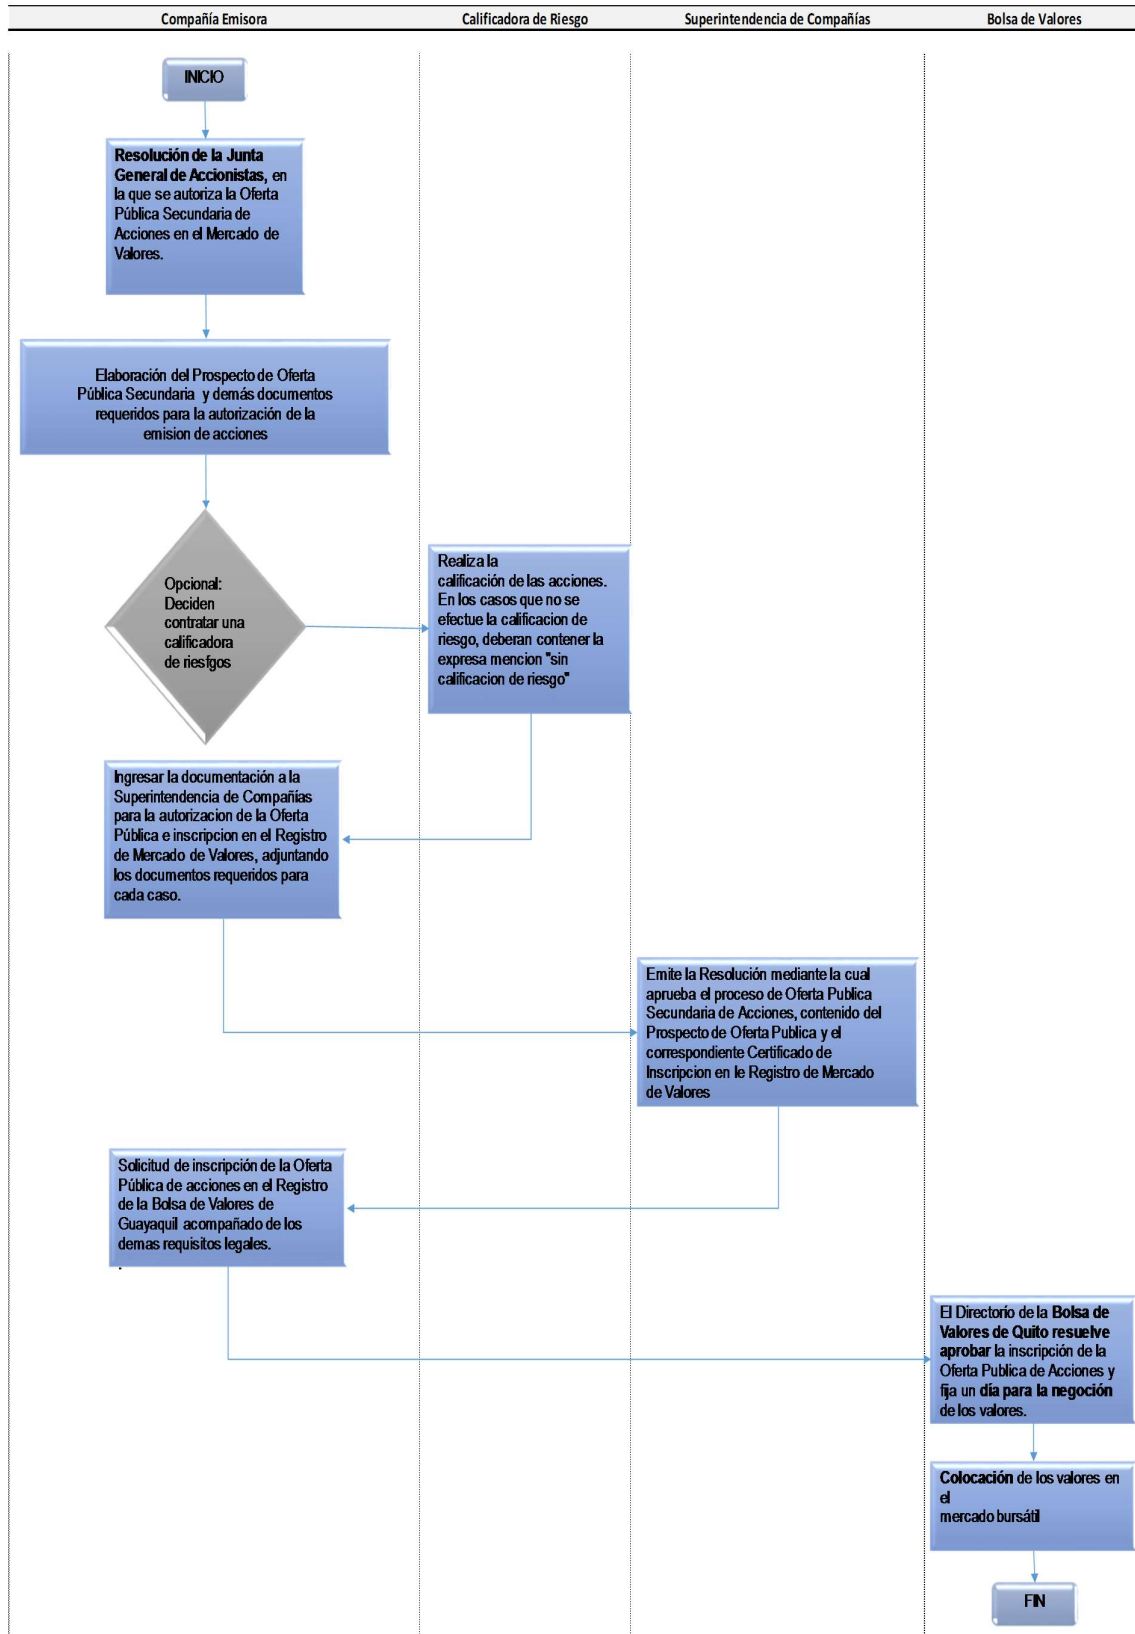 Compañía Emisora
Calificadora de Riesgo
Superintendencia de Compañías
Bolsa de Valores
INICIO
Resolución de la Junta
General de Accionistas, en
la que se autoriza la Oferta
Pública Secundaria de
Acciones en el Mercado de
Valores.
Elaboración del Prospecto de Oferta
Pública Secundaria y demás documentos
requeridos para la autorización de la
emision de acciones
Opcional:
Deciden
contratar una
calificadora
de riesfgos
Realiza la
calificación de las acciones.
En los casos que no se
efectue la calificacion de
riesgo, deberan contener la
expresa mencion "sin
calificacion de riesgo"
Ingresar la documentación a la
Superintendencia de Compañías
para la autorizacion de la Oferta
Pública e inscripcion en el Registro
de Mercado de Valores, adjuntando
los documentos requeridos para
cada caso.
Emite la Resolución mediante la cual
aprueba el proceso de Oferta Publica
Secundaria de Acciones, contenido del
Prospecto de Oferta Publica y el
correspondiente Certificado de
Inscripcion en le Registro de Mercado
de Valores
Solicitud de inscripción de la Oferta
Pública de acciones en el Registro
de la Bolsa de Valores de
Guayaquil acompañado de los
demas requisitos legales.
.
El Directorio de la Bolsa de
Valores de Quito resuelve
aprobar la inscripción de la
Oferta Publica de Acciones y
fija un día para la negoción
de los valores.
Colocación de los valores en
el
mercado bursátil
FIN